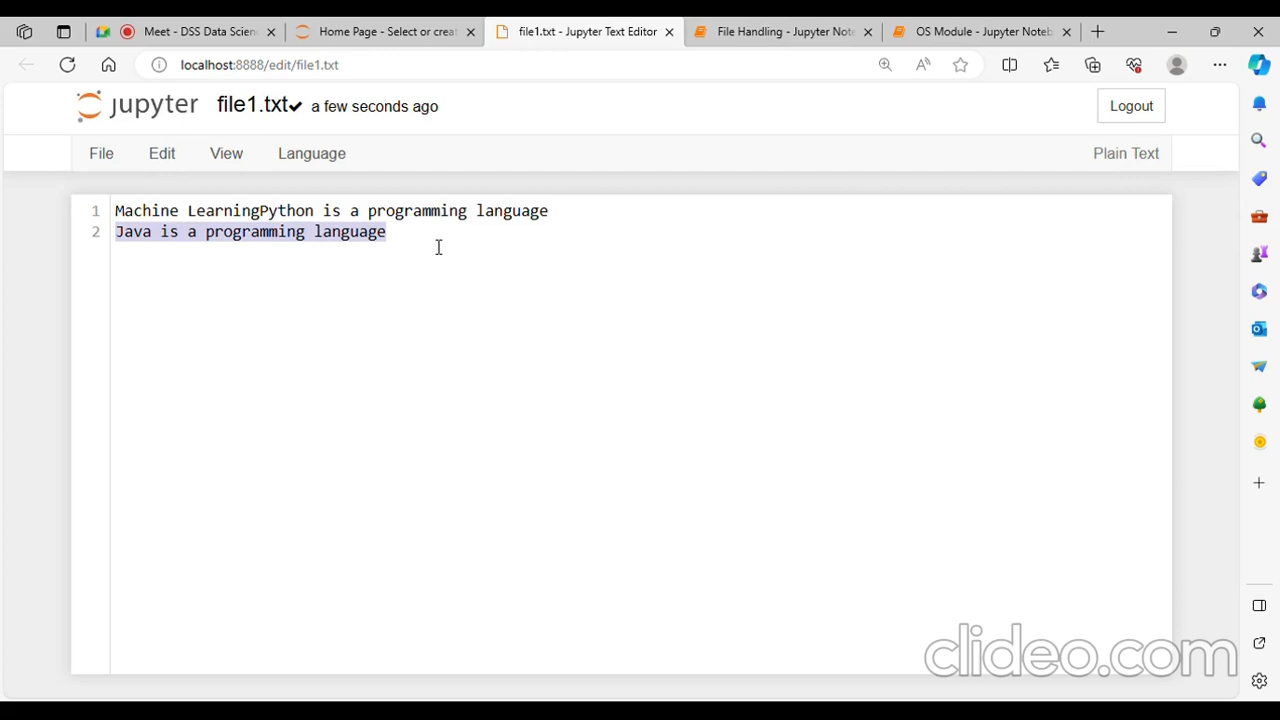 Meet - DSS Data Scien
Home Page - Select or creat
file1.txt - Jupyter Text Editor
File Handling - Jupyter Note
OS Module - Jupyter Noteb
localhost:8888/edit/file1.txt
jupyter file1.txt✔ a few seconds ago
Logout
File Edit View Language
Plain Text
1 Machine LearningPython is a programming language
2 Java is a programming language
clideo.com